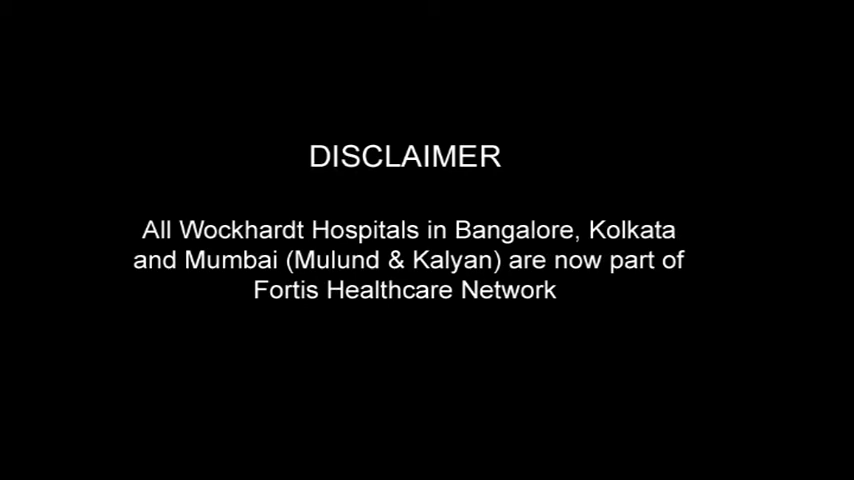 DISCLAIMER
All Wockhardt Hospitals in Bangalore, Kolkata
and Mumbai (Mulund & Kalyan) are now part of
Fortis Healthcare Network